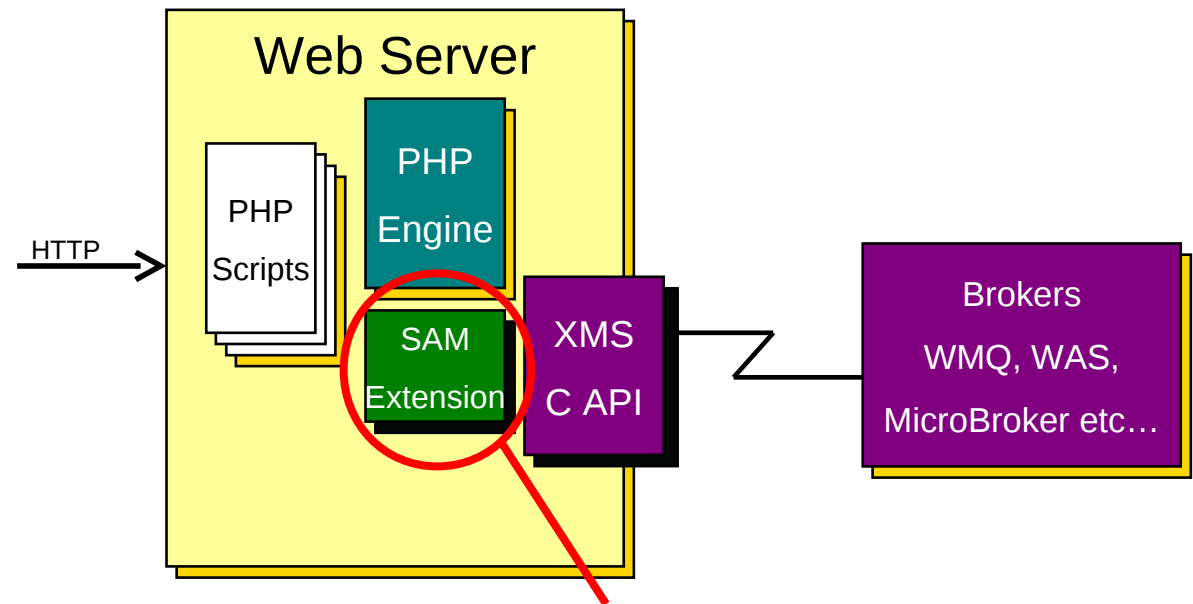 Web Server
HTTP
PHP
Scripts
PHP
Engine
SAM
Extension
XMS
C API
Brokers
WMQ, WAS,
MicroBroker etc…